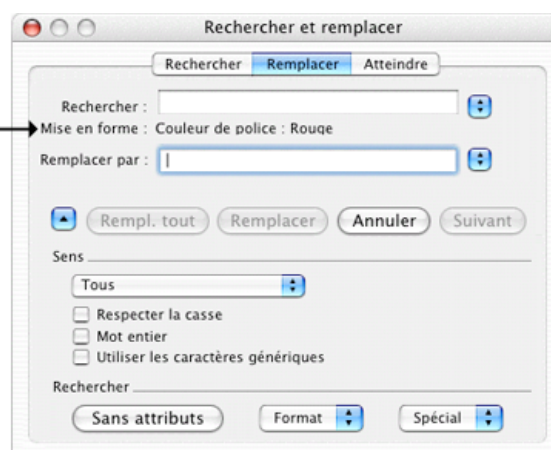 Rechercher et remplacer
Rechercher Remplacer Atteindre
Rechercher :
Mise en forme : Couleur de police : Rouge
Remplacer par :
Rempl. tout Remplacer Annuler Suivant
Sens
Tous
Respecter la casse
Mot entier
Utiliser les caractères génériques
Rechercher
Sans attributs Format Spécial